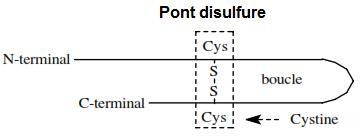 Pont disulfure
Cys
N-terminal
S
boucle
S
C-terminal
Cys
Cystine